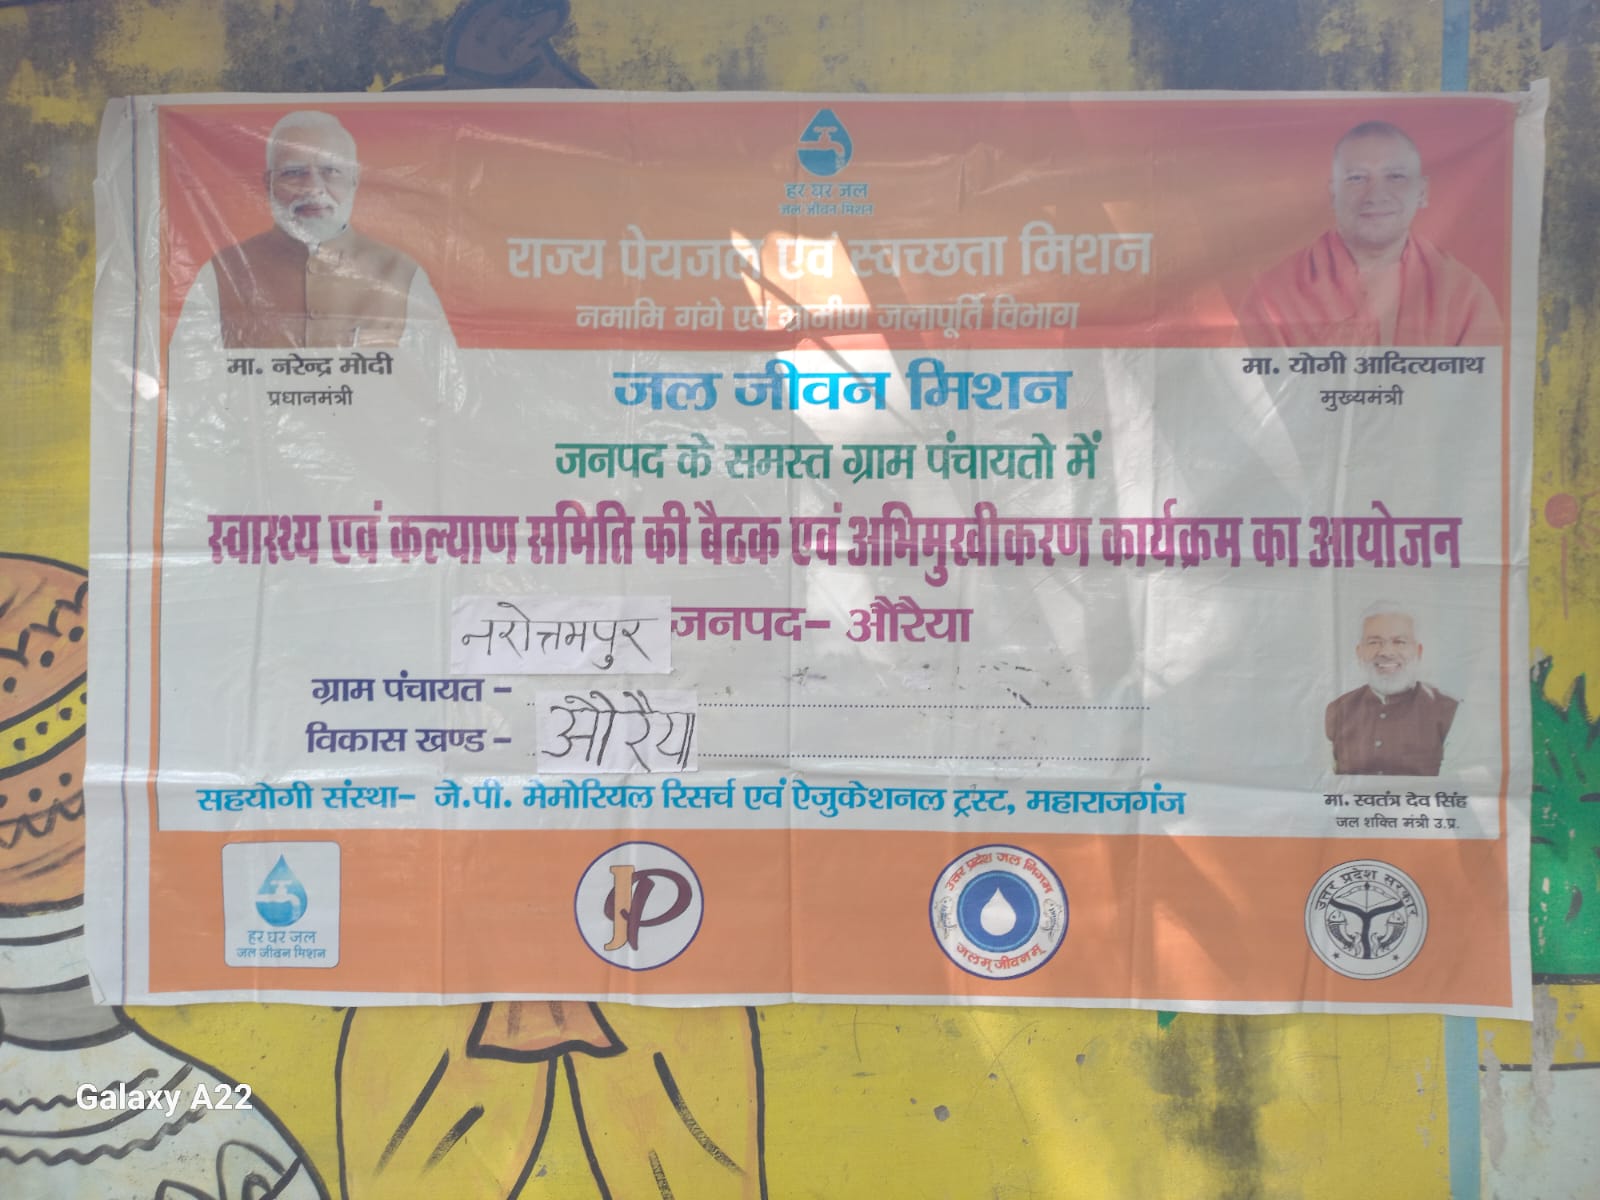 हर घर जल
जल जीवन मिशन
राज्य पेयजल एवं स्वच्छता मिशन
नमामि गंगे एवं ग्रामीण जलापूर्ति विभाग
मा. नरेन्द्र मोदी
प्रधानमंत्री
मा. योगी आदित्यनाथ
मुख्यमंत्री
जल जीवन मिशन
जनपद के समस्त ग्राम पंचायतो में
स्वास्थ्य एवं कल्याण समिति की बैठक एवं अभिमुखीकरण कार्यक्रम का आयोजन
जनपद- औरैया
नरोत्तमपुर
ग्राम पंचायत -
विकास खण्ड - औरैया
सहयोगी संस्था- जे.पी. मेमोरियल रिसर्च एवं ऐजुकेशनल ट्रस्ट, महाराजगंज
मा. स्वतंत्र देव सिंह
जल शक्ति मंत्री उ.प्र.
हर घर जल
जल जीवन मिशन
JP
उत्तर प्रदेश जल निगम
जलम् जीवनम्
उत्तर प्रदेश सरकार
Galaxy A22